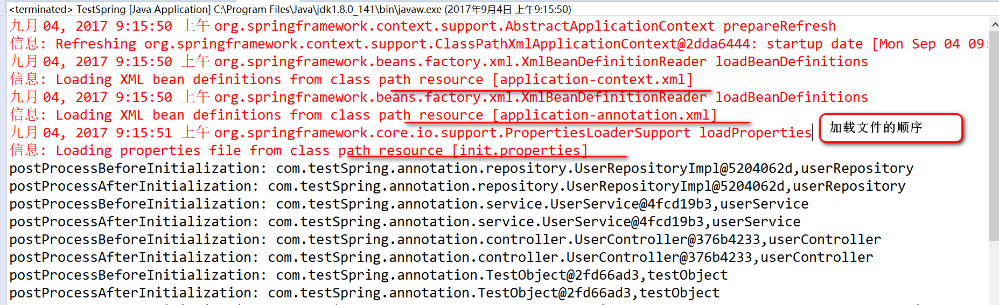 <terminated> TestSpring [Java Application] C:\Program Files\Java\jdk1.8.0_141\bin\javaw.exe (2017年9月4日 上午9:15:50)
九月 04, 2017 9:15:50 上午 org.springframework.context.support.AbstractApplicationContext prepareRefresh
信息: Refreshing org.springframework.context.support.ClassPathXmlApplicationContext@2dda6444: startup date [Mon Sep 04 09:
九月 04, 2017 9:15:50 上午 org.springframework.beans.factory.xml.XmlBeanDefinitionReader loadBeanDefinitions
信息: Loading XML bean definitions from class path resource [application-context.xml]
九月 04, 2017 9:15:50 上午 org.springframework.beans.factory.xml.XmlBeanDefinitionReader loadBeanDefinitions
信息: Loading XML bean definitions from class path resource [application-annotation.xml]
九月 04, 2017 9:15:51 上午 org.springframework.core.io.support.PropertiesLoaderSupport loadProperties
加载文件的顺序
信息: Loading properties file from class path resource [init.properties]
postProcessBeforeInitialization: com.testSpring.annotation.repository.UserRepositoryImpl@5204062d,userRepository
postProcessAfterInitialization: com.testSpring.annotation.repository.UserRepositoryImpl@5204062d,userRepository
postProcessBeforeInitialization: com.testSpring.annotation.service.UserService@4fcd19b3,userService
postProcessAfterInitialization: com.testSpring.annotation.service.UserService@4fcd19b3,userService
postProcessBeforeInitialization: com.testSpring.annotation.controller.UserController@376b4233,userController
postProcessAfterInitialization: com.testSpring.annotation.controller.UserController@376b4233,userController
postProcessBeforeInitialization: com.testSpring.annotation.TestObject@2fd66ad3,testObject
postProcessAfterInitialization: com.testSpring.annotation.TestObject@2fd66ad3,testObject